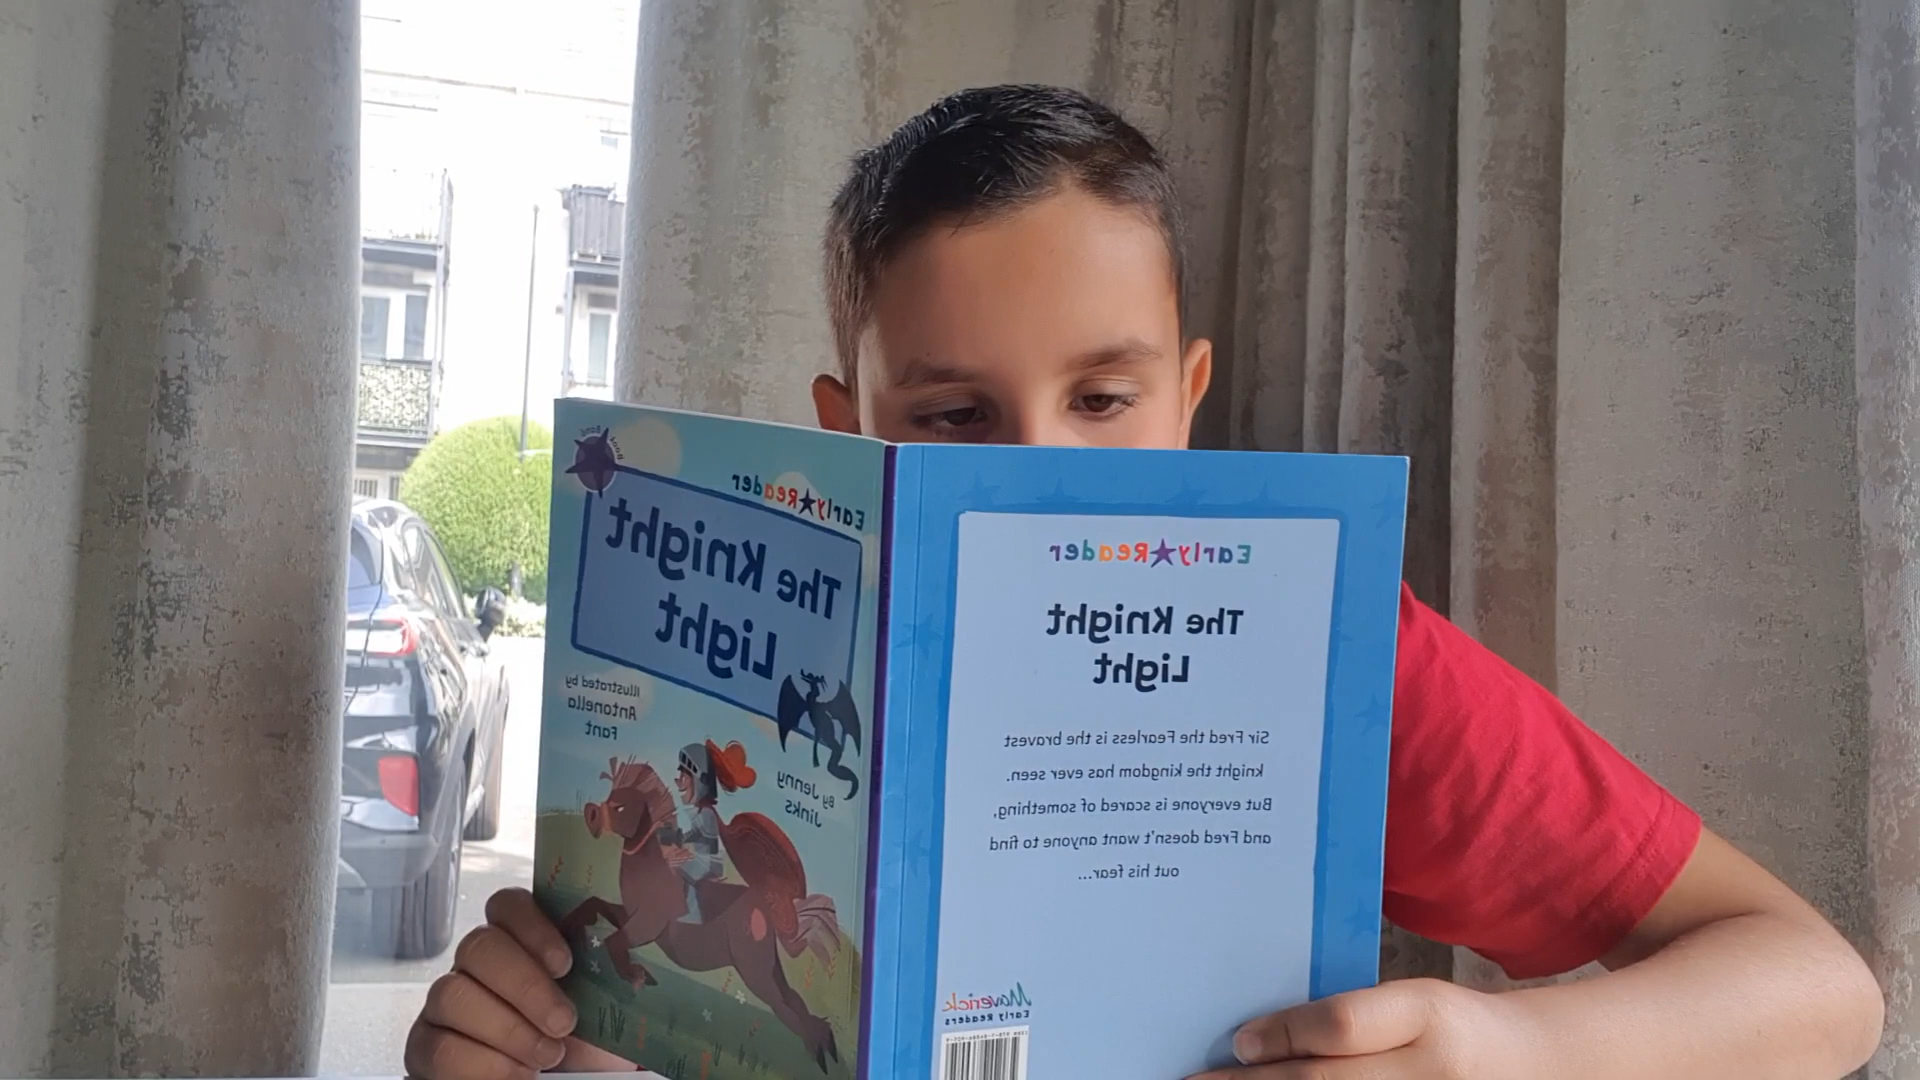 Book Band
Early Reader
The Knight
Light
Illustrated by
Antonella
Fant
By Jenny
Jinks
Early Reader
The Knight
Light
Sir Fred the Fearless is the bravest
knight the kingdom has ever seen.
But everyone is scared of something,
and Fred doesn't want anyone to find
out his fear...
Maverick
Early Readers